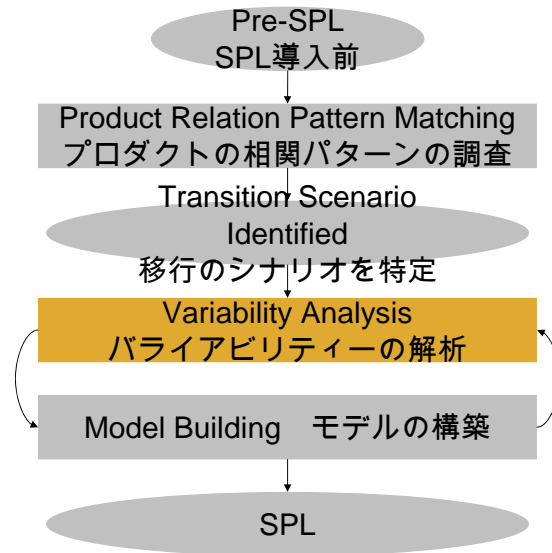 Pre-SPL
SPL導入前
Product Relation Pattern Matching
プロダクトの相関パターンの調査
Transition Scenario
Identified
移行のシナリオを特定
Variability Analysis
バライアビリティーの解析
Model Building　モデルの構築
SPL